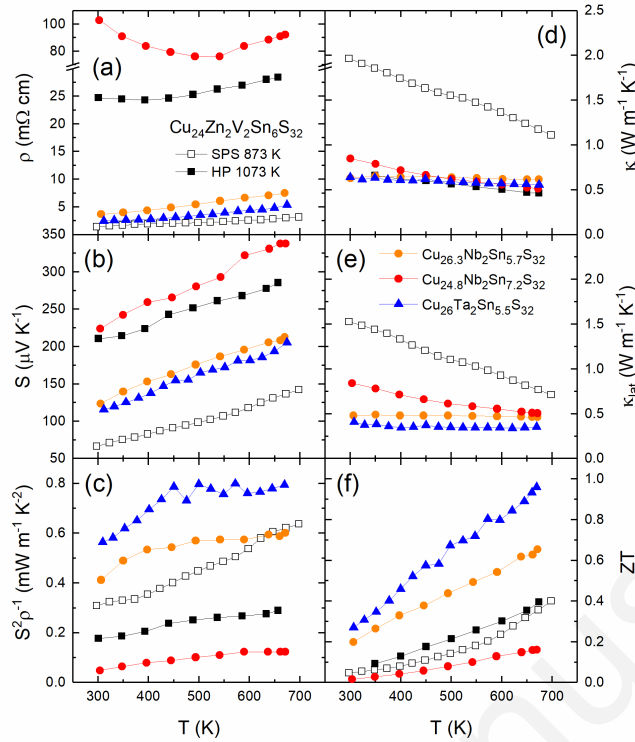 100
80
60
25
15
5
350
ρ (mΩ cm)
(a)
Cu24Zn2V2Sn6S32
SPS 873 K
HP 1073 K
(d)
2.5
2.0
1.5
1.0
0.5
0.0
κ (W m-1 K-1)
300
250
200
150
100
50
S (μV K-1)
(b)
(e)
Cu26.3Nb2Sn5.7S32
Cu24.8Nb2Sn7.2S32
Cu26Ta2Sn5.5S32
2.0
1.5
1.0
0.5
0.0
κlat (W m-1 K-1)
0.8
0.6
0.4
0.2
0.0
S2ρ-1 (mW m-1 K-2)
(c)
(f)
1.0
0.8
0.6
0.4
0.2
0.0
ZT
300 400 500 600 700
300 400 500 600 700
T (K)
T (K)